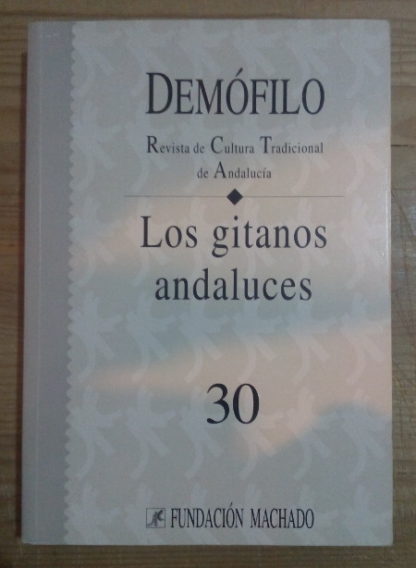 DEMÓFILO
Revista de Cultura Tradicional
de Andalucía
Los gitanos
andaluces
30
FUNDACIÓN MACHADO